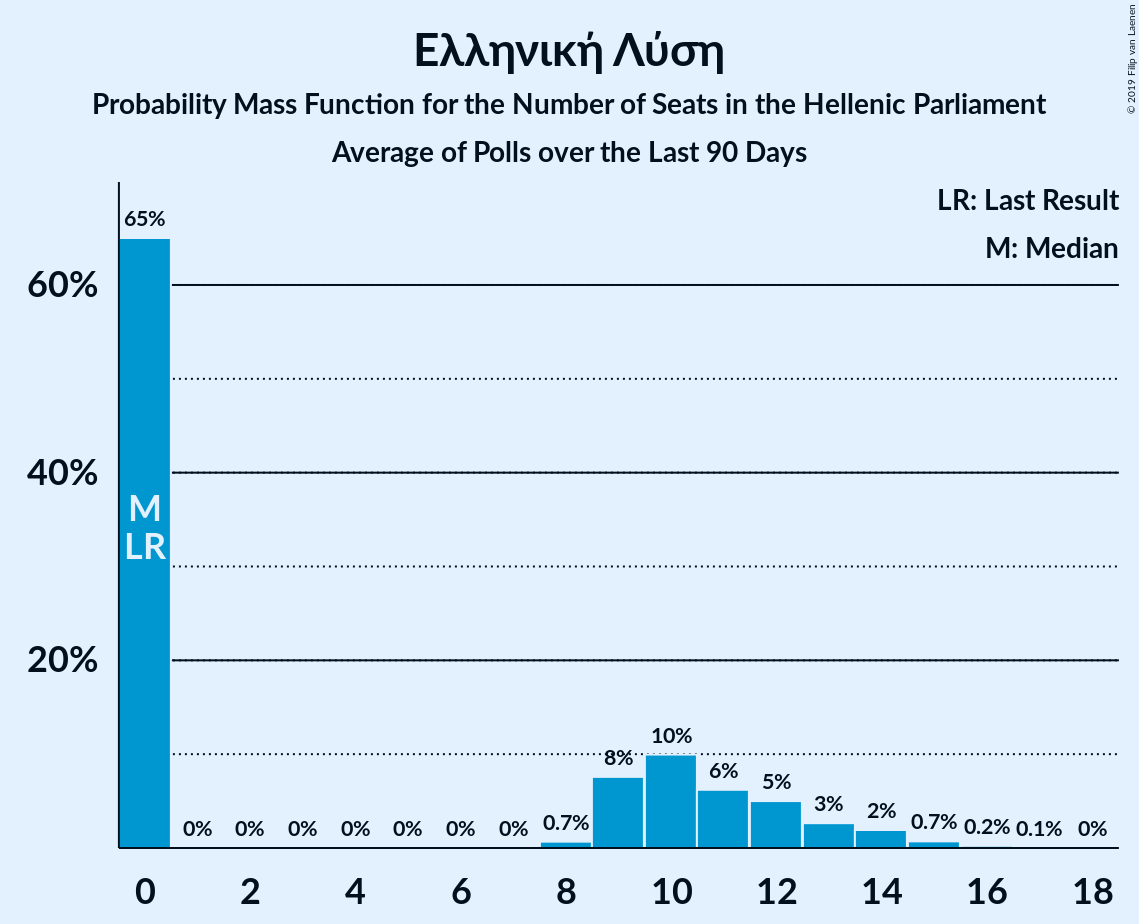 Ελληνική Λύση
Probability Mass Function for the Number of Seats in the Hellenic Parliament
Average of Polls over the Last 90 Days
© 2019 Filip van Laenen
LR: Last Result
M: Median
65%
60%
40%
20%
M
LR
0% 0% 0% 0% 0% 0% 0% 0.7% 8% 10% 6% 5% 3% 2% 0.7% 0.2% 0.1% 0%
0 2 4 6 8 10 12 14 16 18